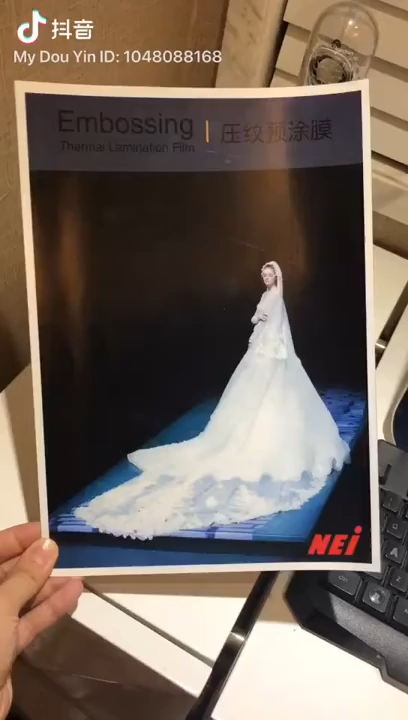 抖音
My Dou Yin ID: 1048088168
Embossing | 压纹预涂膜
Thermal Lamination Film
NEi